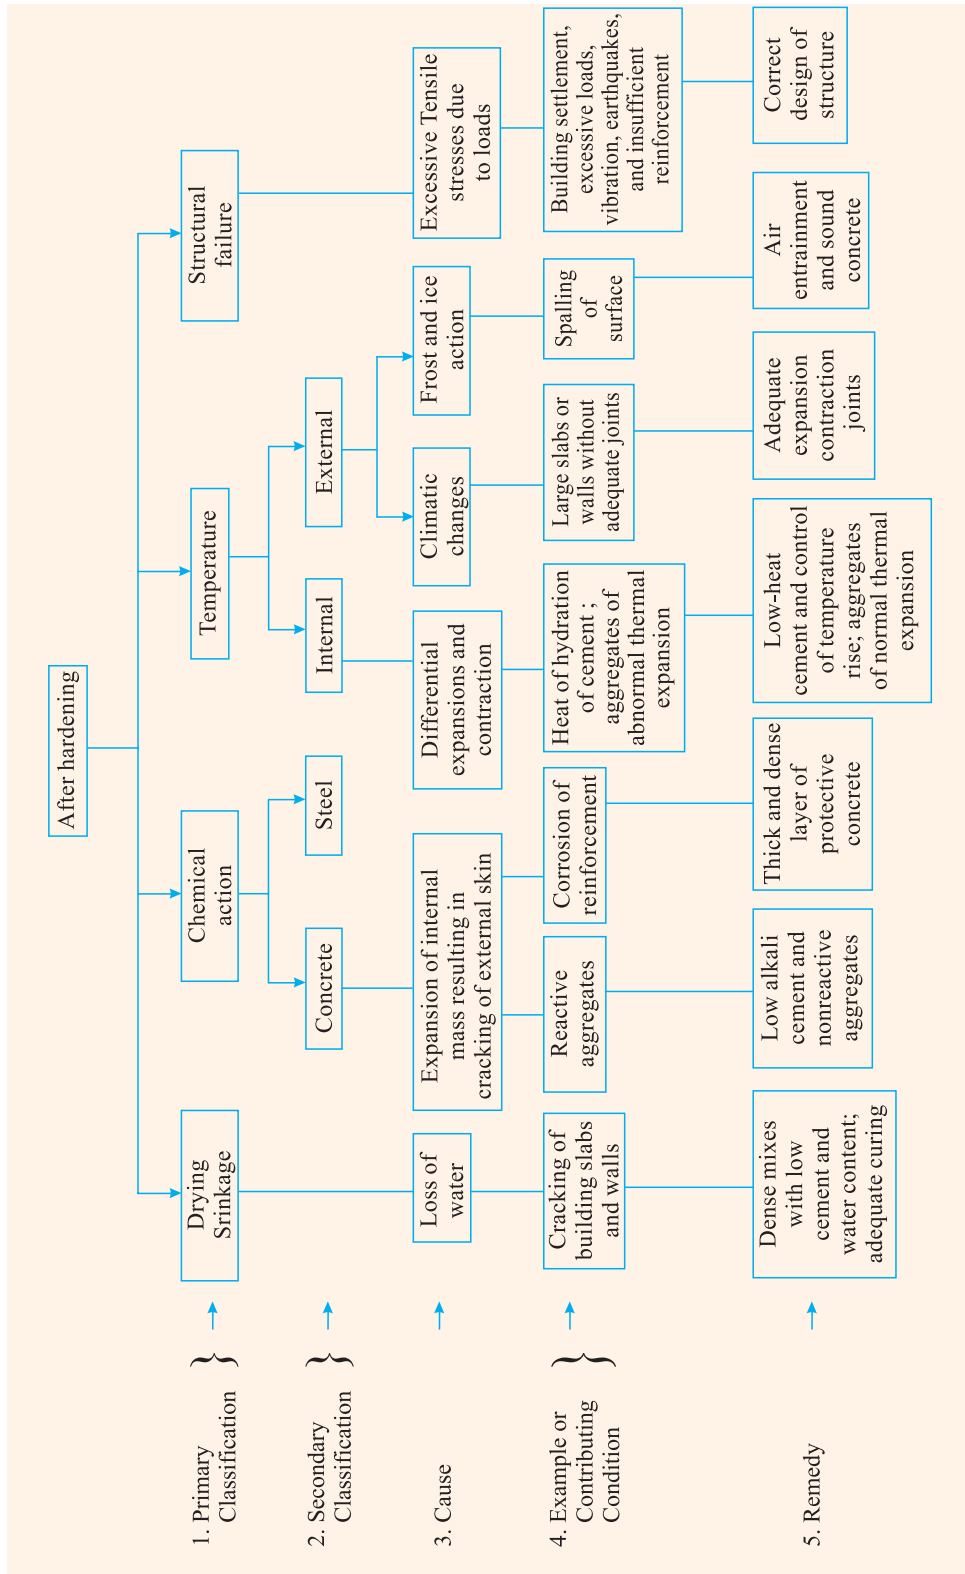 After hardening
1. Primary
Classification
}
Drying
Srinkage
Chemical
action
Temperature
Structural
failure
2. Secondary
Classification
}
Concrete
Steel
Internal
External
3. Cause
Loss of
water
Expansion of internal
mass resulting in
cracking of external skin
Differential
expansions and
contraction
Climatic
changes
Frost and ice
action
Excessive Tensile
stresses due
to loads
4. Example or
Contributing
Condition
}
Cracking of
building slabs
and walls
Reactive
aggregates
Corrosion of
reinforcement
Heat of hydration
of cement ;
aggregates of
abnormal thermal
expansion
Large slabs or
walls without
adequate joints
Spalling
of
surface
Building settlement,
excessive loads,
vibration, earthquakes,
and insufficient
reinforcement
5. Remedy
Dense mixes
with low
cement and
water content;
adequate curing
Low alkali
cement and
nonreactive
aggregates
Thick and dense
layer of
protective
concrete
Low-heat
cement and control
of temperature
rise; aggregates
of normal thermal
expansion
Adequate
expansion
contraction
joints
Air
entrainment
and sound
concrete
Correct
design of
structure